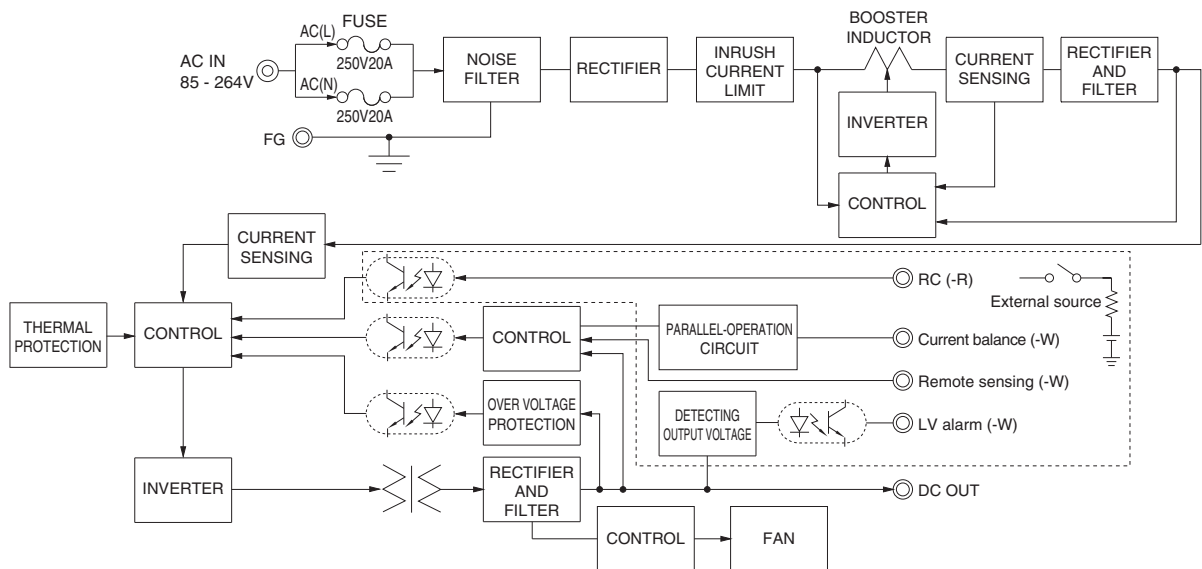 FUSE
AC(L)
250V20A
AC IN
85 - 264V
AC(N)
250V20A
FG
NOISE
FILTER
RECTIFIER
INRUSH
CURRENT
LIMIT
BOOSTER
INDUCTOR
CURRENT
SENSING
RECTIFIER
AND
FILTER
INVERTER
CONTROL
CURRENT
SENSING
RC (-R)
External source
THERMAL
PROTECTION
CONTROL
CONTROL
PARALLEL-OPERATION
CIRCUIT
Current balance (-W)
Remote sensing (-W)
OVER VOLTAGE
PROTECTION
DETECTING
OUTPUT VOLTAGE
LV alarm (-W)
INVERTER
RECTIFIER
AND
FILTER
DC OUT
CONTROL
FAN